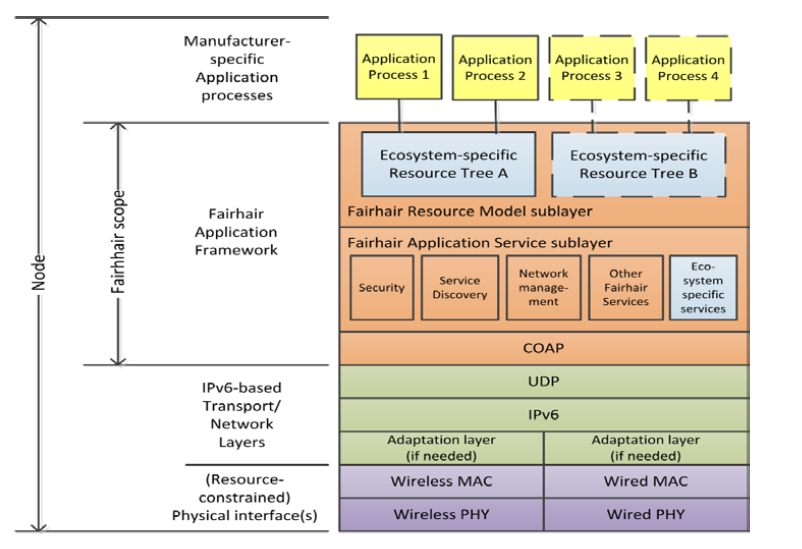 Manufacturer-
specific
Application
processes
Application
Process 1
Application
Process 2
Application
Process 3
Application
Process 4
Node
Fairhhair scope
Fairhair
Application
Framework
Ecosystem-specific
Resource Tree A
Ecosystem-specific
Resource Tree B
Fairhair Resource Model sublayer
Fairhair Application Service sublayer
Security
Service
Discovery
Network
manage-
ment
Other
Fairhair
Services
Eco-
system
specific
services
COAP
IPv6-based
Transport/
Network
Layers
UDP
IPv6
Adaptation layer
(if needed)
Adaptation layer
(if needed)
(Resource-
constrained)
Physical interface(s)
Wireless MAC
Wired MAC
Wireless PHY
Wired PHY